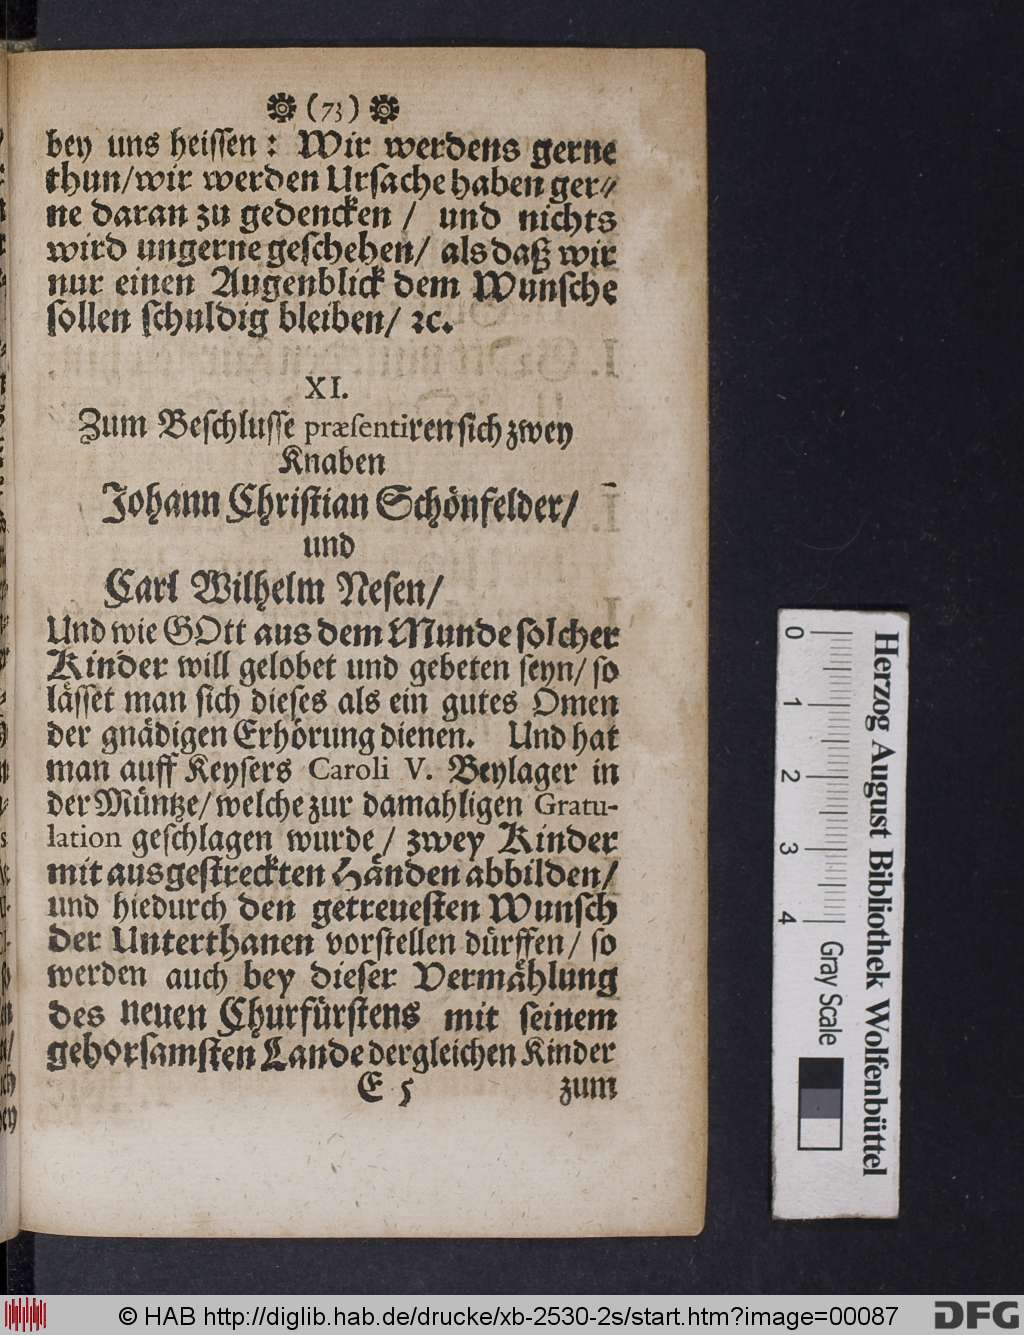 (73)
bey uns heissen: Wir werdens gerne
thun/wir werden Ursache haben ger⸗
ne daran zu gedencken / und nichts
wird ungerne geschehen/ als daß wir
nur einen Augenblick dem Wunsche
sollen schuldig bleiben/ ꝛc.
XI.
Zum Beschlusse præsentiren sich zwey
Knaben
Johann Christian Schönfelder/
und
Carl Wilhelm Nesen/
Und wie GOtt aus dem Munde solcher
Kinder will gelobet und gebeten seyn/ so
lässet man sich dieses als ein gutes Omen
der gnädigen Erhörung dienen. Und hat
man auff Keysers Caroli V. Beylager in
der Müntze/ welche zur damahligen Gratu-
lation geschlagen wurde / zwey Kinder
mit ausgestreckten Händen abbilden/
und hiedurch den getreuesten Wunsch
der Unterthanen vorstellen dürffen/ so
werden auch bey dieser Vermählung
des neuen Churfürstens mit seinem
gehorsamsten Lande dergleichen Kinder
E 5 zum
0 1 2 3 4 Gray Scale
Herzog August Bibliothek Wolfenbüttel
© HAB http://diglib.hab.de/drucke/xb-2530-2s/start.htm?image=00087
DFG